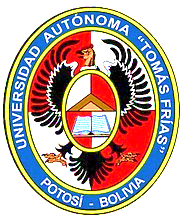 UNIVERSIDAD AUTÓNOMA "TOMÁS FRÍAS"
POTOSÍ - BOLIVIA